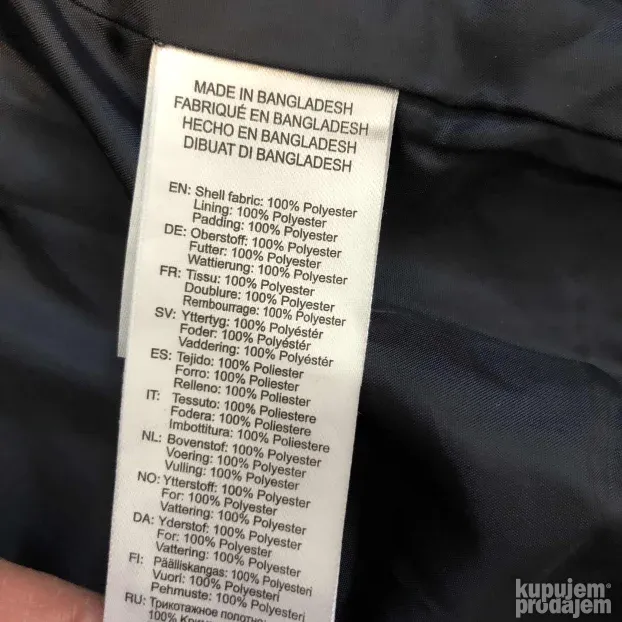 MADE IN BANGLADESH
FABRIQUÉ EN BANGLADESH
HECHO EN BANGLADESH
DIBUAT DI BANGLADESH
EN: Shell fabric: 100% Polyester
Lining: 100% Polyester
Padding: 100% Polyester
DE: Oberstoff: 100% Polyester
Futter: 100% Polyester
Wattierung: 100% Polyester
FR: Tissu: 100% Polyester
Doublure: 100% Polyester
Rembourrage: 100% Polyester
SV: Yttertyg: 100% Polyéstér
Foder: 100% Polyéstér
Vaddering: 100% Polyéstér
ES: Tejido: 100% Poliester
Forro: 100% Poliester
Relleno: 100% Poliester
IT: Tessuto: 100% Poliestere
Fodera: 100% Poliestere
Imbottitura: 100% Poliestere
NL: Bovenstof: 100% Polyester
Voering: 100% Polyester
Vulling: 100% Polyester
NO: Ytterstoff: 100% Polyester
For: 100% Polyester
Vattering: 100% Polyester
DA: Yderstof: 100% Polyester
For: 100% Polyester
Vattering: 100% Polyester
FI: Päälliskangas: 100% Polyesteri
Vuori: 100% Polyesteri
Pehmuste: 100% Polyesteri
RU: Трикотажное полотно:
100%
kupujem
prodajem